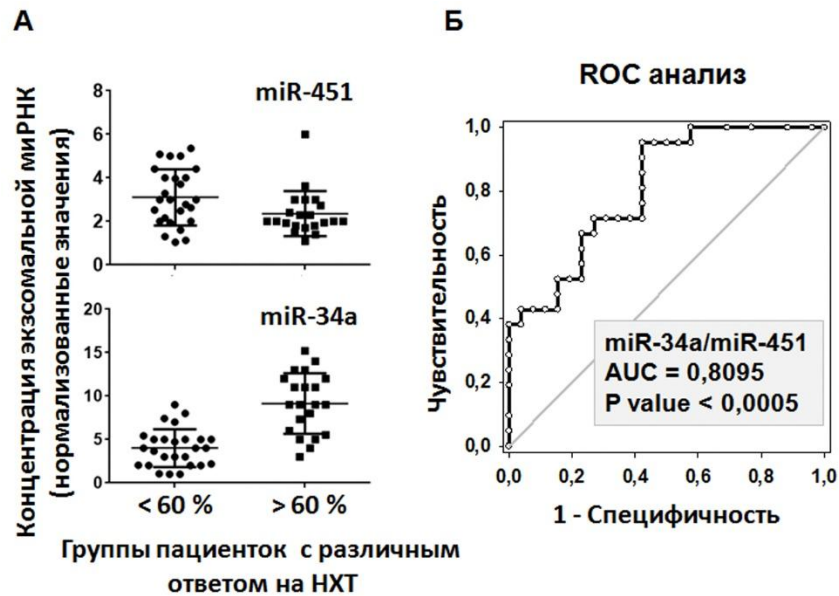 А
Концентрация экзсомальной миРНК
(нормализованные значения)
miR-451
8
6
4
2
0
miR-34a
20
15
10
5
0
< 60 %
> 60 %
Группы пациенток с различным
ответом на НХТ
Б
ROC анализ
Чувствительность
1,0
0,8
0,6
0,4
0,2
0,0
miR-34a/miR-451
AUC = 0,8095
P value < 0,0005
0,0 0,2 0,4 0,6 0,8 1,0
1 - Специфичность